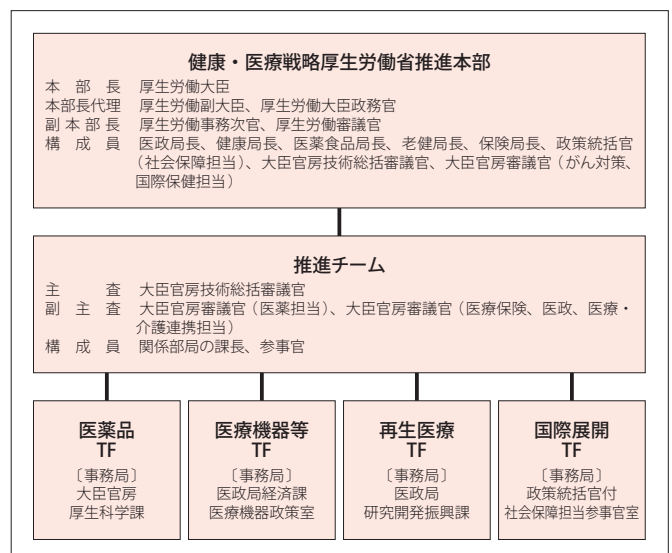 健康・医療戦略厚生労働省推進本部
本部長 厚生労働大臣
本部長代理 厚生労働副大臣、厚生労働大臣政務官
副本部長 厚生労働事務次官、厚生労働審議官
構成員 医政局長、健康局長、医薬食品局長、老健局長、保険局長、政策統括官
（社会保障担当）、大臣官房技術総括審議官、大臣官房審議官（がん対策、
国際保健担当）
推進チーム
主査 大臣官房技術総括審議官
副主査 大臣官房審議官（医薬担当）、大臣官房審議官（医療保険、医政、医療・
介護連携担当）
構成員 関係部局の課長、参事官
医薬品
TF
〔事務局〕
大臣官房
厚生科学課
医療機器等
TF
〔事務局〕
医政局経済課
医療機器政策室
再生医療
TF
〔事務局〕
医政局
研究開発振興課
国際展開
TF
〔事務局〕
政策統括官付
社会保障担当参事官室